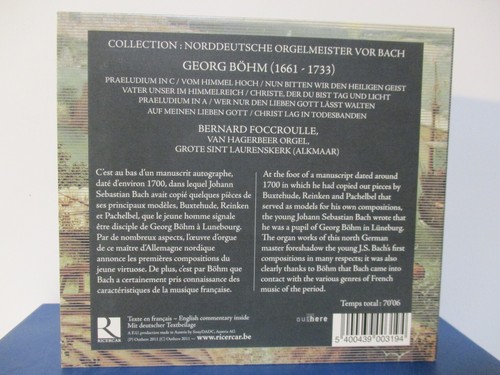 COLLECTION : NORDDEUTSCHE ORGELMEISTER VOR BACH
GEORG BÖHM (1661 - 1733)
PRAELUDIUM IN C / VOM HIMMEL HOCH / NUN BITTEN WIR DEN HEILIGEN GEIST
VATER UNSER IM HIMMELREICH / CHRISTE, DER DU BIST TAG UND LICHT
PRAELUDIUM IN A / WER NUR DEN LIEBEN GOTT LÄSST WALTEN
AUF MEINEN LIEBEN GOTT / CHRIST LAG IN TODESBANDEN
BERNARD FOCCROULLE,
VAN HAGERBEER ORGEL,
GROTE SINT LAURENSKERK (ALKMAAR)
C'est au bas d'un manuscrit autographe,
daté d'environ 1700, dans lequel Johann
Sebastian Bach avait copié quelques pièces de
ses principaux modèles, Buxtehude, Reinken
et Pachelbel, que le jeune homme signale
être disciple de Georg Böhm à Lunebourg.
Par de nombreux aspects, l'œuvre d'orgue
de ce maître d'Allemagne nordique
annonce les premières compositions du
jeune virtuose. De plus, c'est par Böhm que
Bach a certainement pris connaissance des
caractéristiques de la musique française.
At the foot of a manuscript dated around
1700 in which he had copied out pieces by
Buxtehude, Reinken and Pachelbel that
served as models for his own compositions,
the young Johann Sebastian Bach wrote that
he was a pupil of Georg Böhm in Lüneburg.
The organ works of this north German
master foreshadow the young J.S. Bach's first
compositions in many respects; it was also
clearly thanks to Böhm that Bach came into
contact with the various genres of French
music of the period.
Temps total : 70'06
RICERCAR
Texte en français – English commentary inside
Mit deutscher Textbeilage
(P) Outhere 2011 (C) Outhere 2011
www.ricercar.be
outhere
5 400439 003194